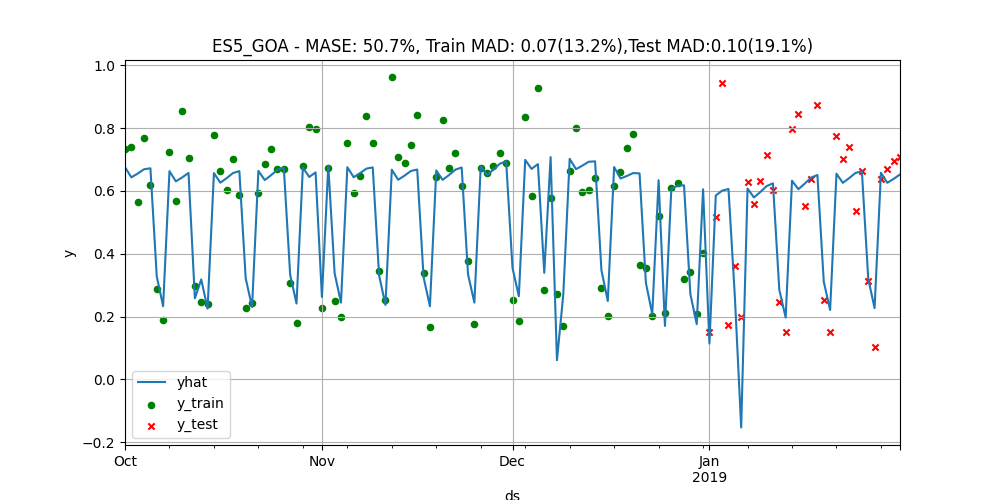 ES5_GOA - MASE: 50.7%, Train MAD: 0.07(13.2%),Test MAD:0.10(19.1%)
1.0
0.8
0.6
0.4
0.2
0.0
−0.2
y
yhat
y_train
y_test
Oct Nov Dec Jan
2019
ds